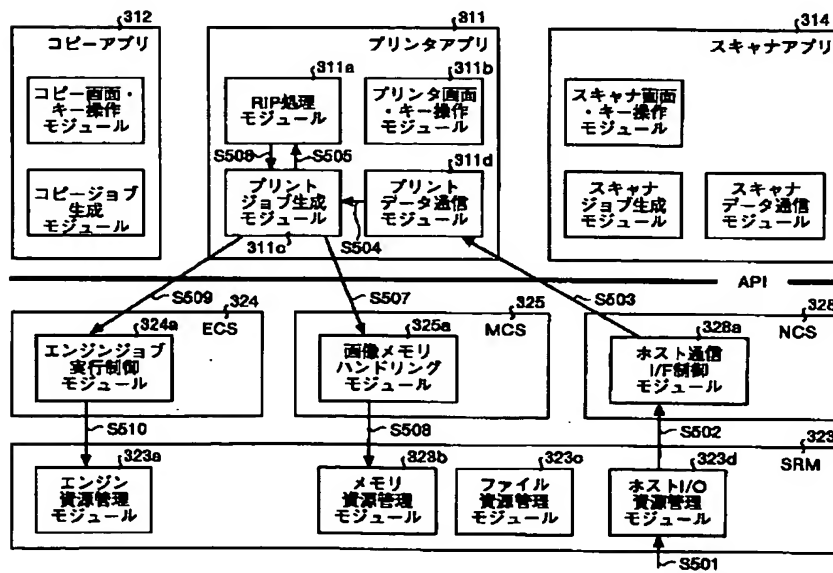 312
コピーアプリ
コピー画面・
キー操作
モジュール
コピージョブ
生成
モジュール
311
プリンタアプリ
311a
RIP処理
モジュール
311b
プリンタ画面
・キー操作
モジュール
S506
S505
311d
プリント
ジョブ生成
モジュール
311c
プリント
データ通信
モジュール
S504
314
スキャナアプリ
スキャナ画面
・キー操作
モジュール
スキャナ
ジョブ生成
モジュール
スキャナ
データ通信
モジュール
API
S509
S507
S503
324
ECS
324a
エンジンジョブ
実行制御
モジュール
325
MCS
325a
画像メモリ
ハンドリング
モジュール
328
NCS
328a
ホスト通信
I/F制御
モジュール
S510
S508
S502
323
SRM
323a
エンジン
資源管理
モジュール
323b
メモリ
資源管理
モジュール
323c
ファイル
資源管理
モジュール
323d
ホストI/O
資源管理
モジュール
S501